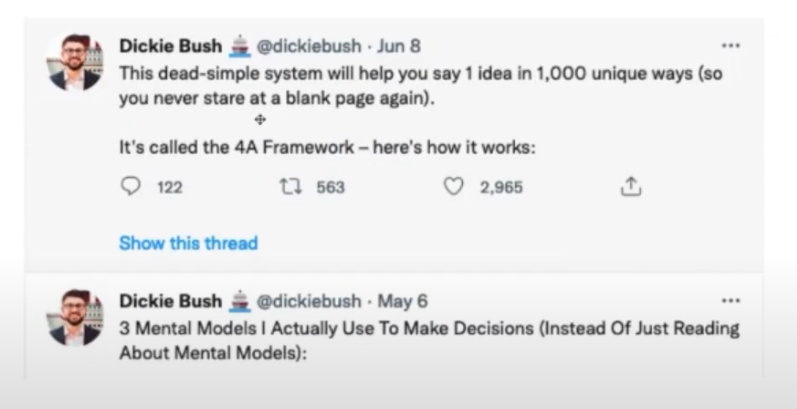 Dickie Bush 🚢 @dickiebush · Jun 8
This dead-simple system will help you say 1 idea in 1,000 unique ways (so
you never stare at a blank page again).
It's called the 4A Framework – here's how it works:
122 563 2,965
Show this thread
Dickie Bush 🚢 @dickiebush · May 6
3 Mental Models I Actually Use To Make Decisions (Instead Of Just Reading
About Mental Models):